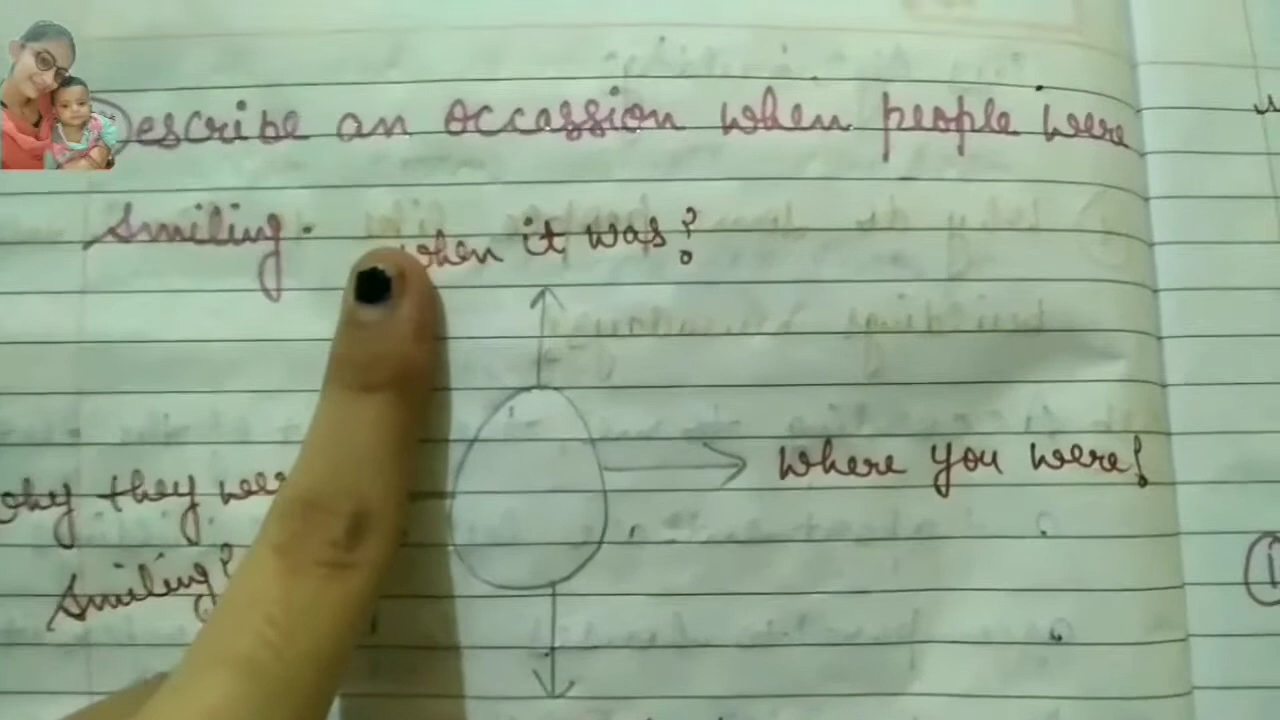 Describe an occassion when people were
smiling.
when it was?
where you were!
why they were
smiling?